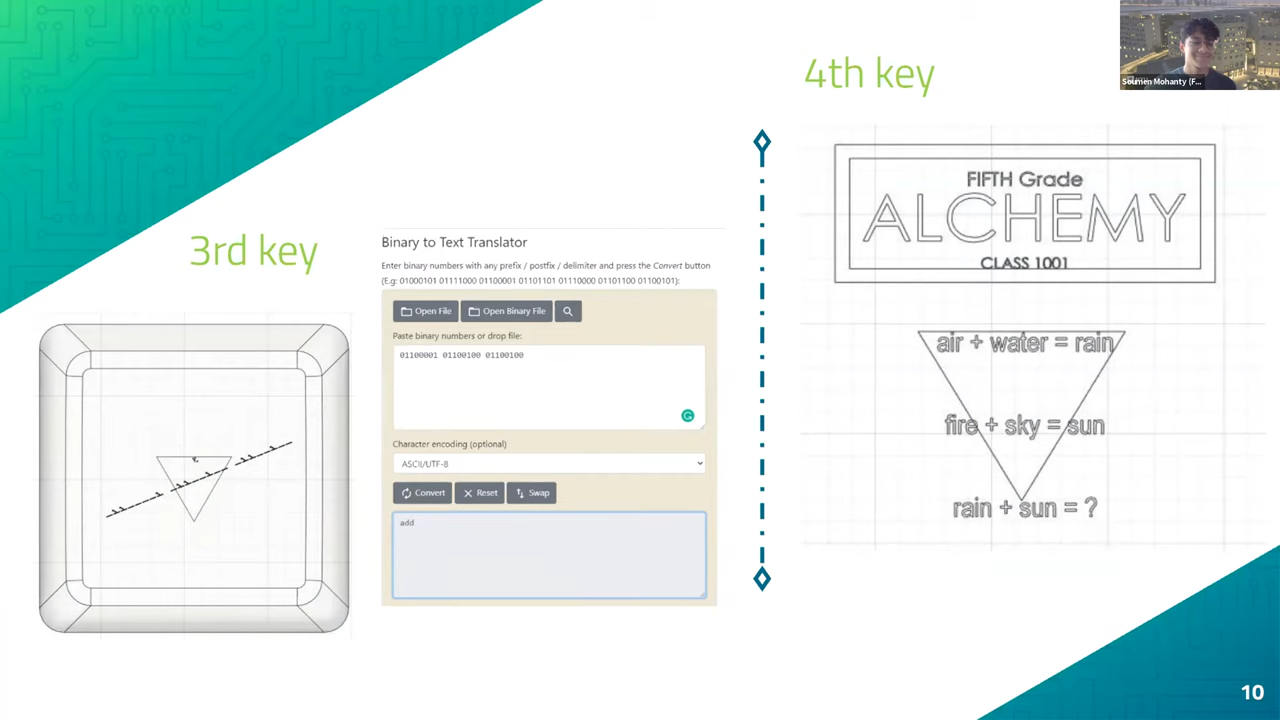 Soumen Mohanty (F...
4th key
FIFTH Grade
ALCHEMY
CLASS 1001
3rd key
Binary to Text Translator
Enter binary numbers with any prefix / postfix / delimiter and press the Convert button
(E.g: 01000101 01111000 01100001 01101101 01110000 01101100 01100101):
Open File
Open Binary File
Paste binary numbers or drop file:
01100001 01100100 01100100
Character encoding (optional)
ASCII/UTF-8
Convert
Reset
Swap
add
air + water = rain
fire + sky = sun
rain + sun = ?
10